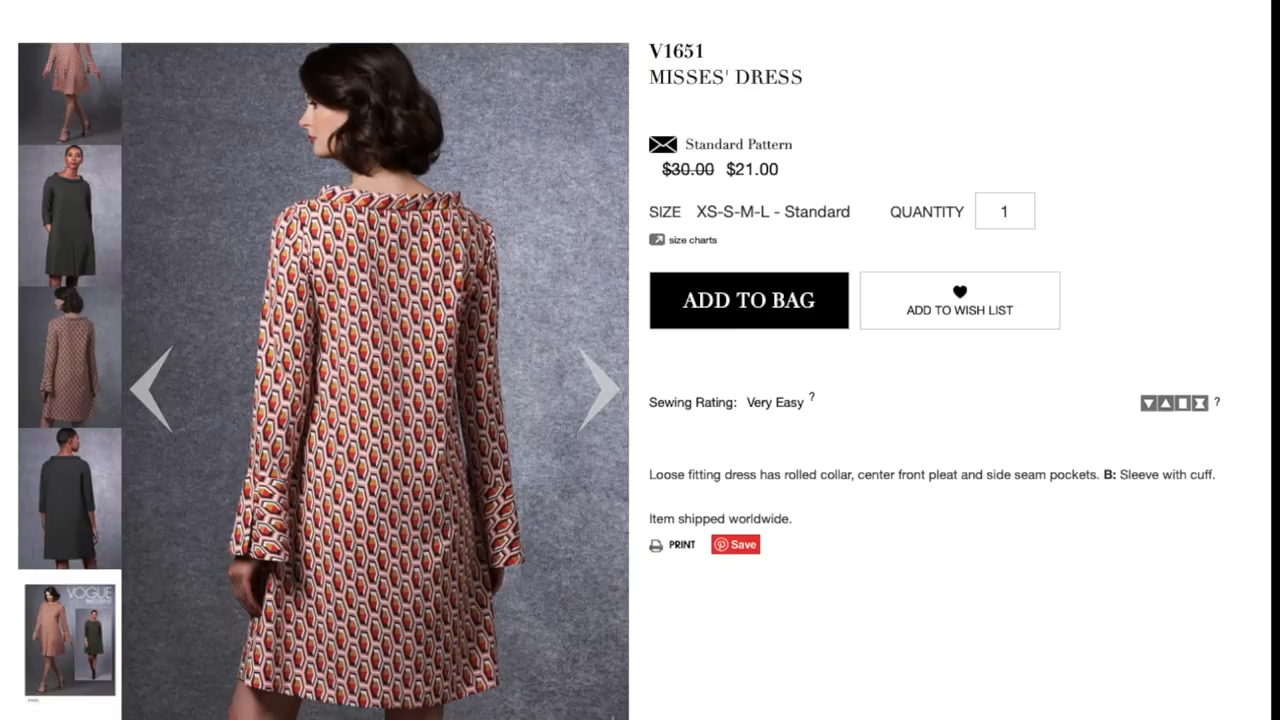 V1651
MISSES' DRESS
Standard Pattern
$30.00 $21.00
SIZE XS-S-M-L - Standard QUANTITY 1
size charts
ADD TO BAG
ADD TO WISH LIST
Sewing Rating: Very Easy ?
?
Loose fitting dress has rolled collar, center front pleat and side seam pockets. B: Sleeve with cuff.
Item shipped worldwide.
PRINT Save
VOGUE
PATTERNS